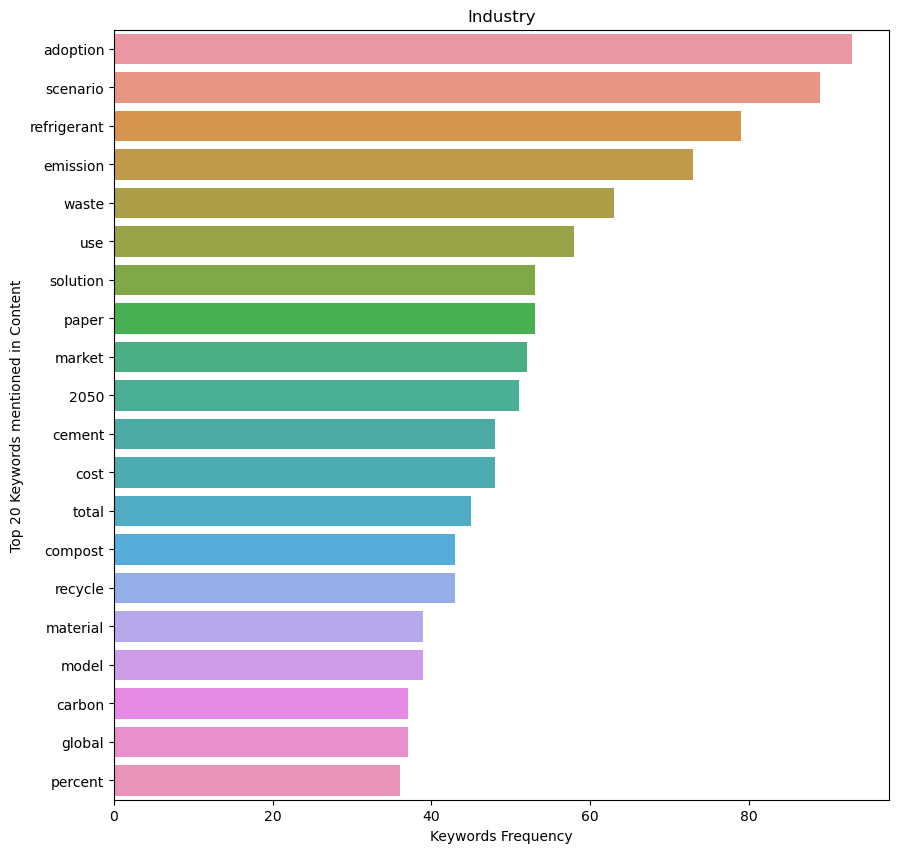 Industry
Top 20 Keywords mentioned in Content
adoption
scenario
refrigerant
emission
waste
use
solution
paper
market
2050
cement
cost
total
compost
recycle
material
model
carbon
global
percent
0 20 40 60 80
Keywords Frequency